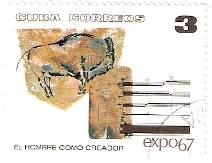 CUBA CORREOS 3
EL HOMBRE COMO CREADOR expo67